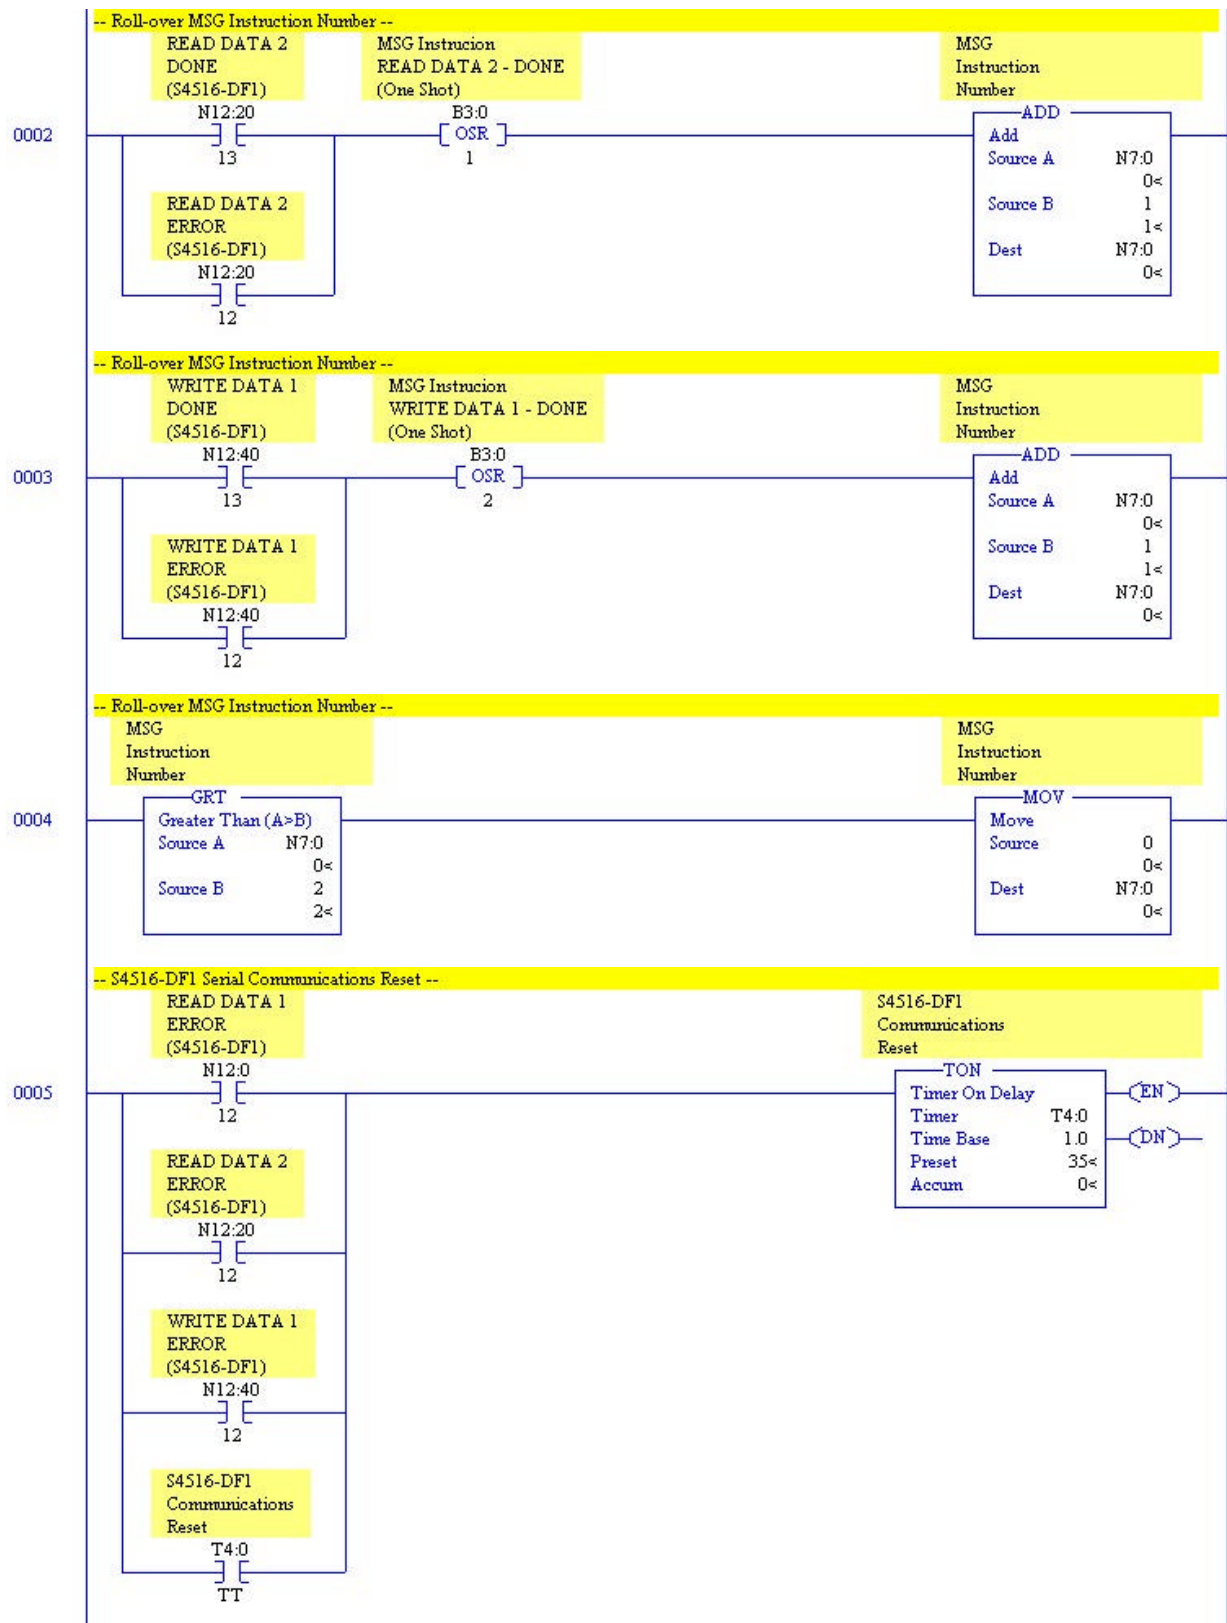 -- Roll-over MSG Instruction Number --
READ DATA 2
DONE
(S4516-DF1)
N12:20
13
MSG Instrucion
READ DATA 2 - DONE
(One Shot)
B3:0
OSR
1
MSG
Instruction
Number
ADD
Add
Source A N7:0
0<
Source B 1
1<
Dest N7:0
0<
0002
READ DATA 2
ERROR
(S4516-DF1)
N12:20
12
-- Roll-over MSG Instruction Number --
WRITE DATA 1
DONE
(S4516-DF1)
N12:40
13
MSG Instrucion
WRITE DATA 1 - DONE
(One Shot)
B3:0
OSR
2
MSG
Instruction
Number
ADD
Add
Source A N7:0
0<
Source B 1
1<
Dest N7:0
0<
0003
WRITE DATA 1
ERROR
(S4516-DF1)
N12:40
12
-- Roll-over MSG Instruction Number --
MSG
Instruction
Number
GRT
Greater Than (A>B)
Source A N7:0
0<
Source B 2
2<
MSG
Instruction
Number
MOV
Move
Source 0
0<
Dest N7:0
0<
0004
-- S4516-DF1 Serial Communications Reset --
READ DATA 1
ERROR
(S4516-DF1)
N12:0
12
S4516-DF1
Communications
Reset
TON
Timer On Delay
Timer T4:0
Time Base 1.0
Preset 35<
Accum 0<
EN
DN
0005
READ DATA 2
ERROR
(S4516-DF1)
N12:20
12
WRITE DATA 1
ERROR
(S4516-DF1)
N12:40
12
S4516-DF1
Communications
Reset
T4:0
TT